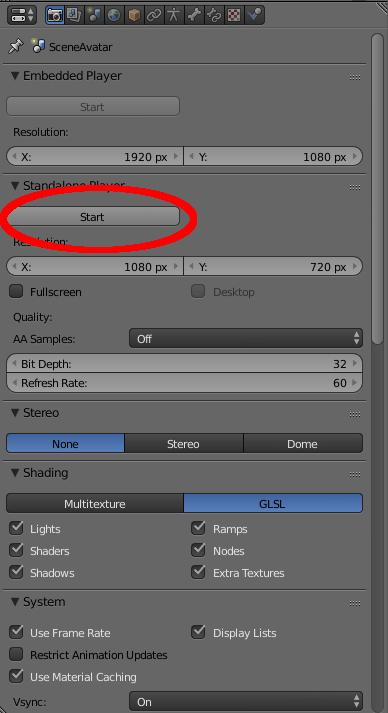 SceneAvatar
Embedded Player
Start
Resolution:
X: 1920 px Y: 1080 px
Standalone Player
Start
Resolution:
X: 1080 px Y: 720 px
Fullscreen Desktop
Quality:
AA Samples: Off
Bit Depth: 32
Refresh Rate: 60
Stereo
None Stereo Dome
Shading
Multitexture GLSL
Lights Ramps
Shaders Nodes
Shadows Extra Textures
System
Use Frame Rate Display Lists
Restrict Animation Updates
Use Material Caching
Vsync: On